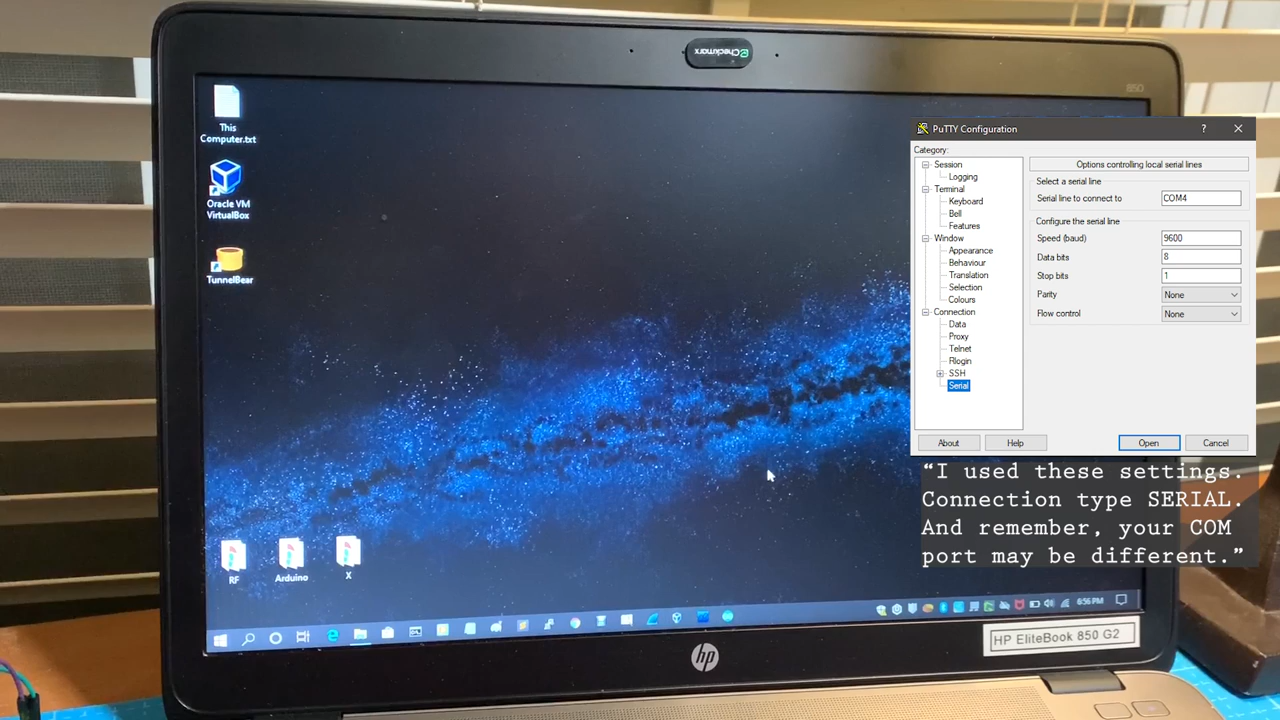 Checkmarx
850
This
Computer.txt
Oracle VM
VirtualBox
TunnelBear
RF
Arduino
X
6:56 PM
HP EliteBook 850 G2
hp
PuTTY Configuration
?
Category:
Session
Logging
Terminal
Keyboard
Bell
Features
Window
Appearance
Behaviour
Translation
Selection
Colours
Connection
Data
Proxy
Telnet
Rlogin
SSH
Serial
Options controlling local serial lines
Select a serial line
Serial line to connect to COM4
Configure the serial line
Speed (baud) 9600
Data bits 8
Stop bits 1
Parity None
Flow control None
About Help Open Cancel
“I used these settings.
Connection type SERIAL.
And remember, your COM
port may be different.”